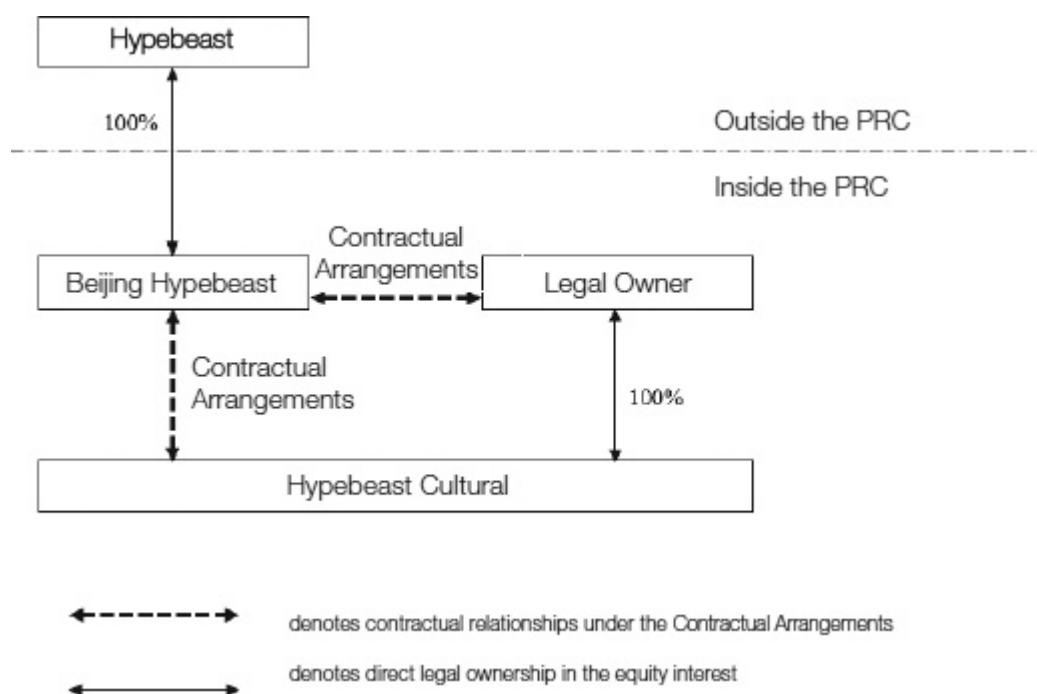 Hypebeast
100%
Outside the PRC
Inside the PRC
Contractual
Arrangements
Beijing Hypebeast
Legal Owner
Contractual
Arrangements
100%
Hypebeast Cultural
denotes contractual relationships under the Contractual Arrangements
denotes direct legal ownership in the equity interest